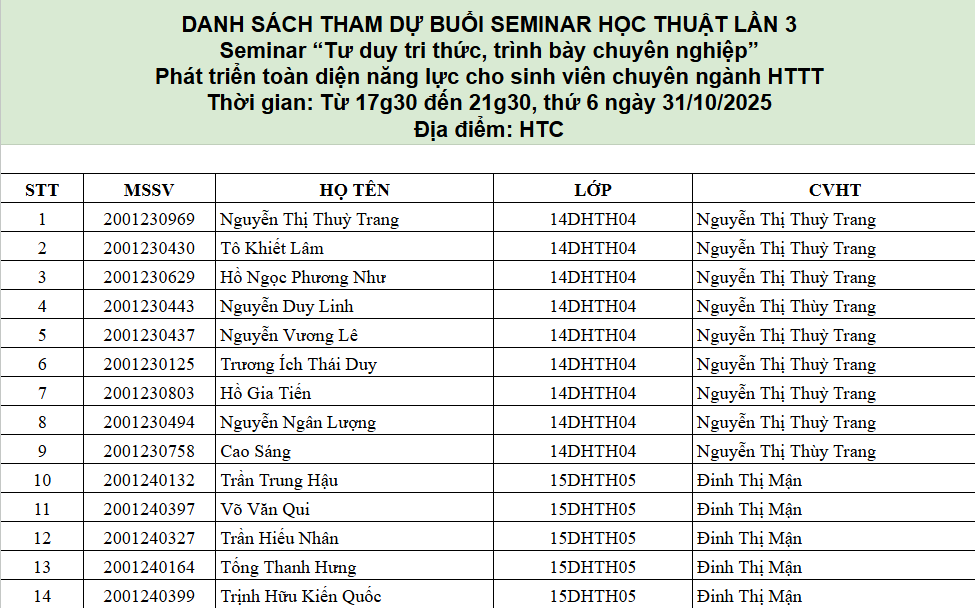 DANH SÁCH THAM DỰ BUỔI SEMINAR HỌC THUẬT LẦN 3
Seminar “Tư duy tri thức, trình bày chuyên nghiệp”
Phát triển toàn diện năng lực cho sinh viên chuyên ngành HTTT
Thời gian: Từ 17g30 đến 21g30, thứ 6 ngày 31/10/2025
Địa điểm: HTC
STT MSSV HỌ TÊN LỚP CVHT
1 2001230969 Nguyễn Thị Thuỳ Trang 14DHTH04 Nguyễn Thị Thuỳ Trang
2 2001230430 Tô Khiết Lâm 14DHTH04 Nguyễn Thị Thuỳ Trang
3 2001230629 Hồ Ngọc Phương Như 14DHTH04 Nguyễn Thị Thuỳ Trang
4 2001230443 Nguyễn Duy Linh 14DHTH04 Nguyễn Thị Thùy Trang
5 2001230437 Nguyễn Vương Lê 14DHTH04 Nguyễn Thị Thuỳ Trang
6 2001230125 Trương Ích Thái Duy 14DHTH04 Nguyễn Thị Thuỳ Trang
7 2001230803 Hồ Gia Tiến 14DHTH04 Nguyễn Thị Thuỳ Trang
8 2001230494 Nguyễn Ngân Lượng 14DHTH04 Nguyễn Thị Thuỳ Trang
9 2001230758 Cao Sáng 14DHTH04 Nguyễn Thị Thùy Trang
10 2001240132 Trần Trung Hậu 15DHTH05 Đinh Thị Mận
11 2001240397 Võ Văn Qui 15DHTH05 Đinh Thị Mận
12 2001240327 Trần Hiếu Nhân 15DHTH05 Đinh Thị Mận
13 2001240164 Tống Thanh Hưng 15DHTH05 Đinh Thị Mận
14 2001240399 Trịnh Hữu Kiến Quốc 15DHTH05 Đinh Thị Mận